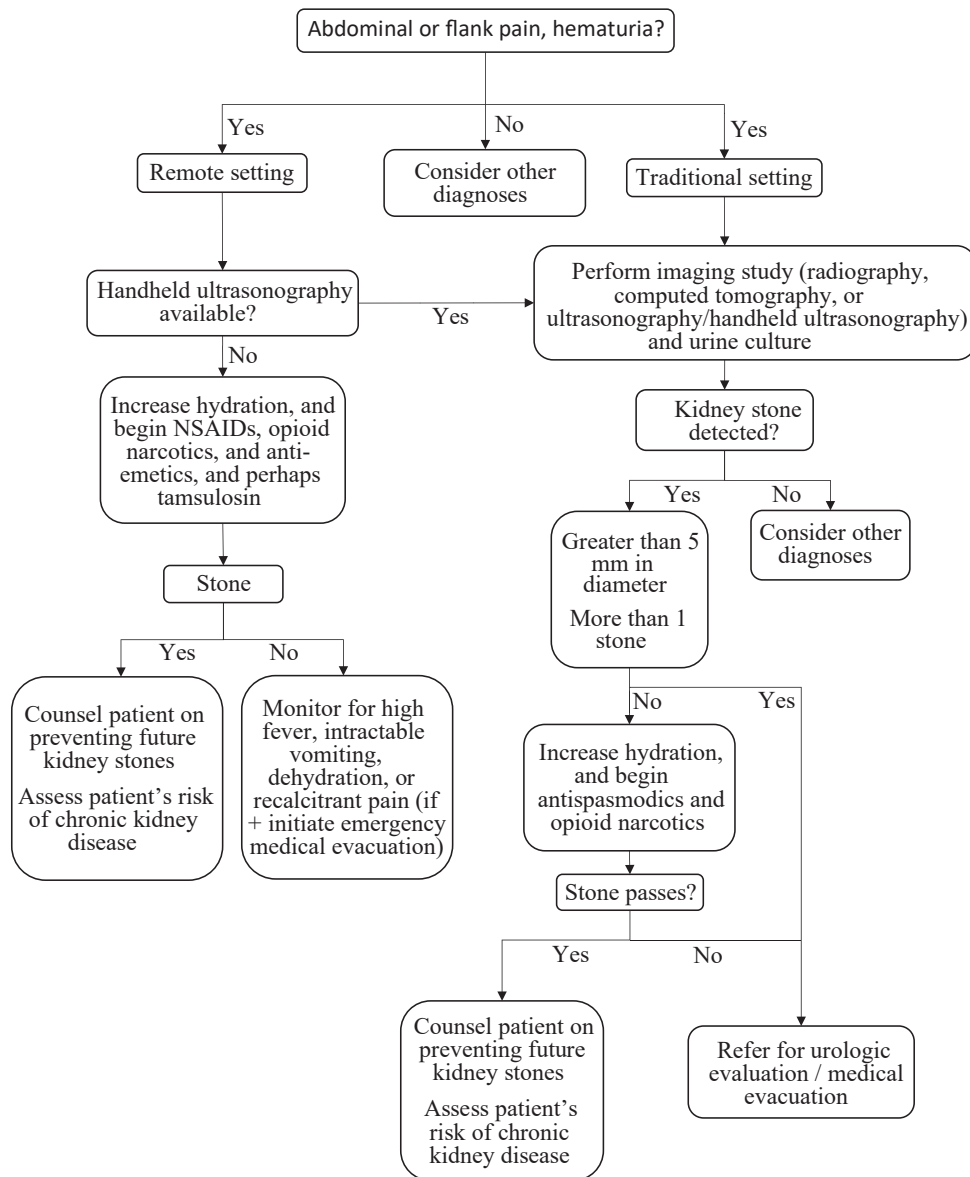 Abdominal or flank pain, hematuria?
Yes
No
Yes
Remote setting
Consider other
diagnoses
Traditional setting
Handheld ultrasonography
available?
Yes
Perform imaging study (radiography,
computed tomography, or
ultrasonography/handheld ultrasonography)
and urine culture
No
Increase hydration, and
begin NSAIDs, opioid
narcotics, and anti-
emetics, and perhaps
tamsulosin
Kidney stone
detected?
Yes
No
Greater than 5
mm in
diameter
More than 1
stone
Consider other
diagnoses
Stone
Yes
No
Counsel patient on
preventing future
kidney stones
Assess patient's risk
of chronic kidney
disease
Monitor for high
fever, intractable
vomiting,
dehydration, or
recalcitrant pain (if
+ initiate emergency
medical evacuation)
No
Yes
Increase hydration,
and begin
antispasmodics and
opioid narcotics
Stone passes?
Yes
No
Counsel patient on
preventing future
kidney stones
Assess patient's
risk of chronic
kidney disease
Refer for urologic
evaluation / medical
evacuation